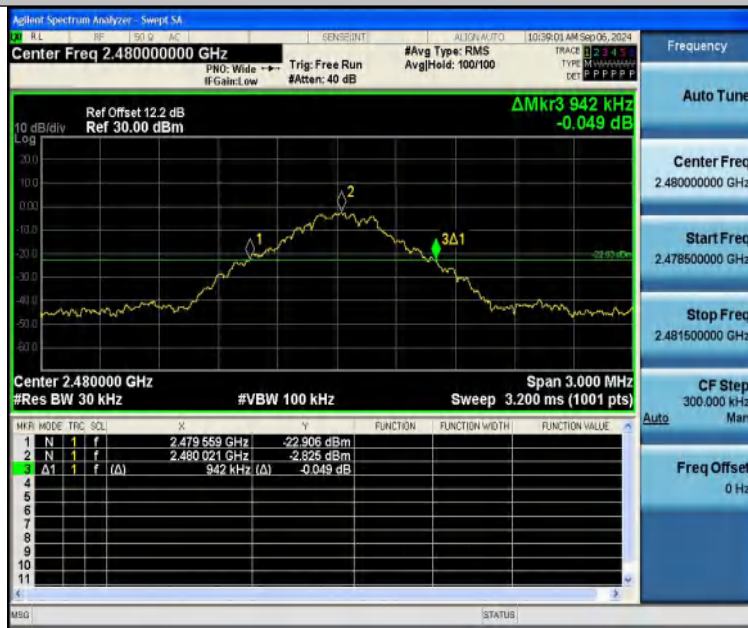 Agilent Spectrum Analyzer - Swept SA
LXI RL RF 50 Ω AC SENSE:INT ALIGN AUTO 10:39:01 AM Sep 06, 2024
Center Freq 2.480000000 GHz #Avg Type: RMS TRACE 1 2 3 4 5 6
PNO: Wide Trig: Free Run Avg|Hold: 100/100 TYPE M W W W W W
IFGain:Low #Atten: 40 dB DET P P P P P P
ΔMkr3 942 kHz
Ref Offset 12.2 dB
10 dB/div Ref 30.00 dBm -0.049 dB
Log
20.0
10.0
2
0.00
-10.0
1 3Δ1
-20.0
-30.0
-40.0
-50.0
-60.0
Center 2.480000 GHz Span 3.000 MHz
#Res BW 30 kHz #VBW 100 kHz Sweep 3.200 ms (1001 pts)
MKR MODE TRC SCL X Y FUNCTION FUNCTION WIDTH FUNCTION VALUE
1 N 1 f 2.479 559 GHz -22.906 dBm
2 N 1 f 2.480 021 GHz -2.825 dBm
3 Δ1 1 f (Δ) 942 kHz (Δ) -0.049 dB
4
5
6
7
8
9
10
11
MSG STATUS
Frequency
Auto Tune
Center Freq
2.480000000 GHz
Start Freq
2.478500000 GHz
Stop Freq
2.481500000 GHz
CF Step
300.000 kHz
Auto Man
Freq Offset
0 Hz